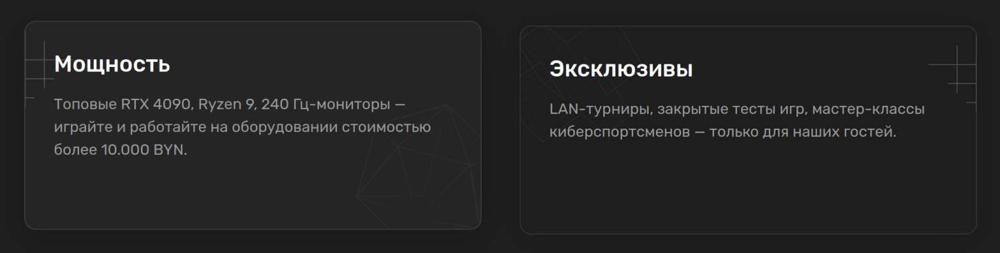 Мощность
Топовые RTX 4090, Ryzen 9, 240 Гц-мониторы —
играйте и работайте на оборудовании стоимостью
более 10.000 BYN.
Эксклюзивы
LAN-турниры, закрытые тесты игр, мастер-классы
киберспортсменов — только для наших гостей.